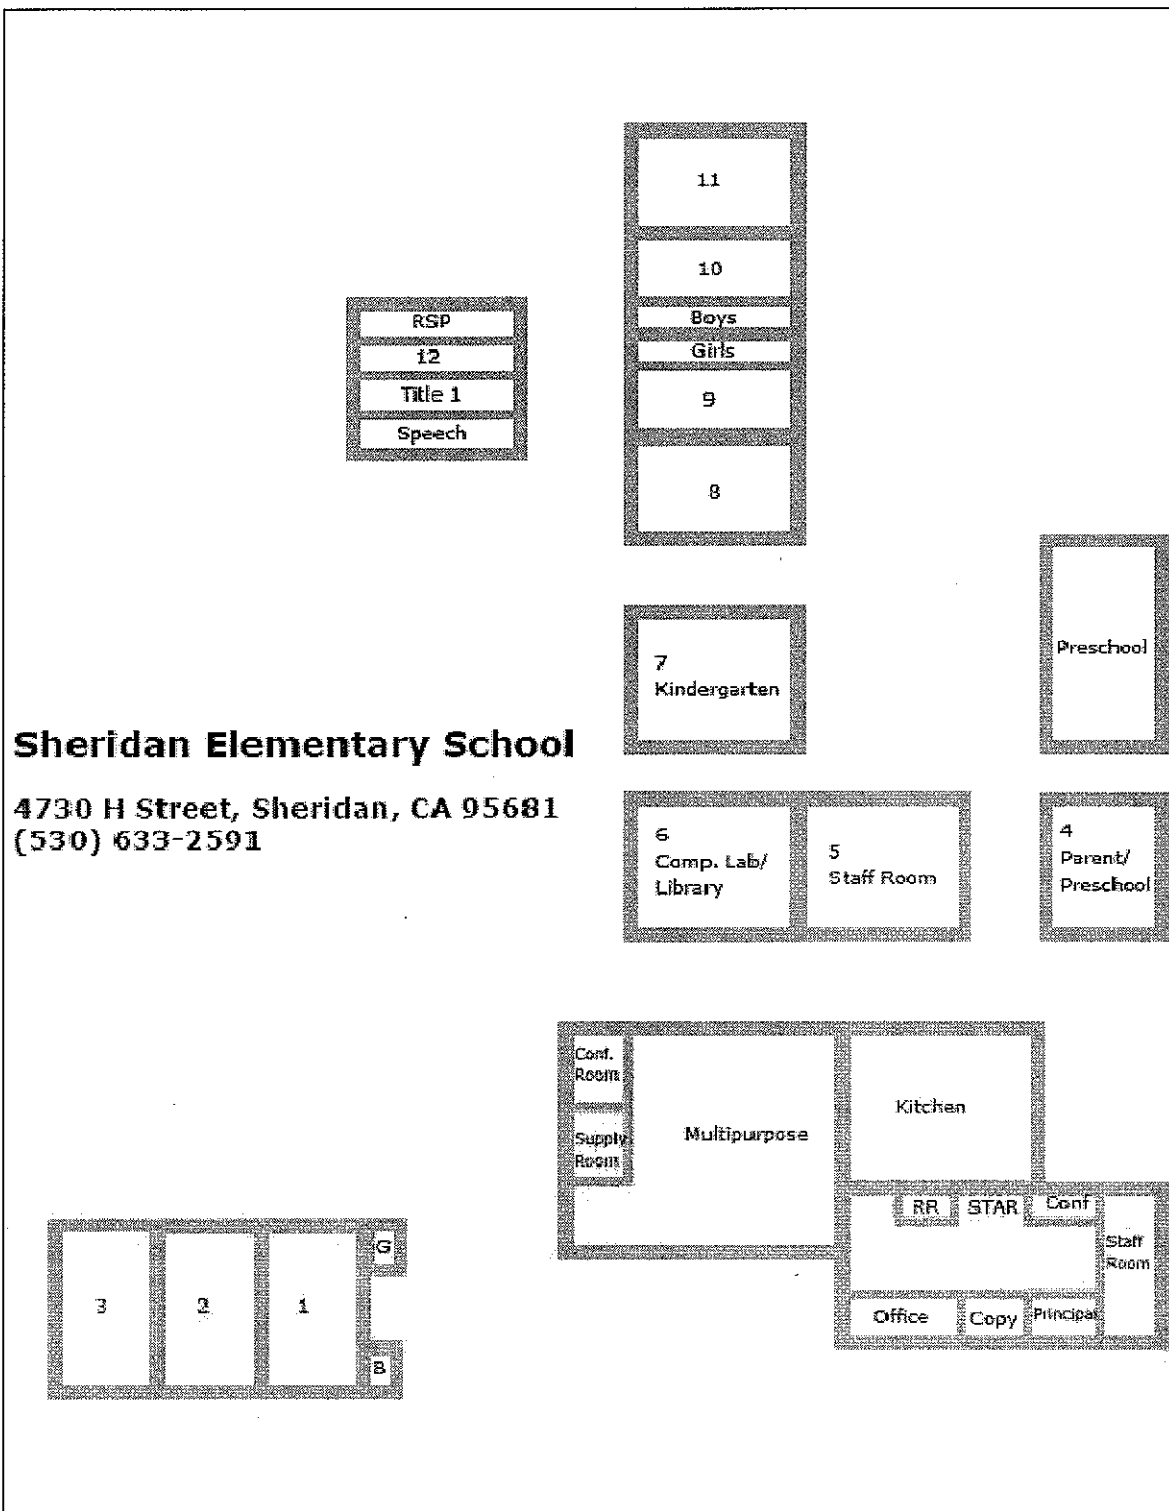 11
10
Boys
Girls
9
8
RSP
12
Title 1
Speech
7
Kindergarten
Preschool
Sheridan Elementary School
4730 H Street, Sheridan, CA 95681
(530) 633-2591
6
Comp. Lab/
Library
5
Staff Room
4
Parent/
Preschool
Conf.
Room
Supply
Room
Multipurpose
Kitchen
RR
STAR
Conf
Staff
Room
Office
Copy
Principal
3
2
1
G
B